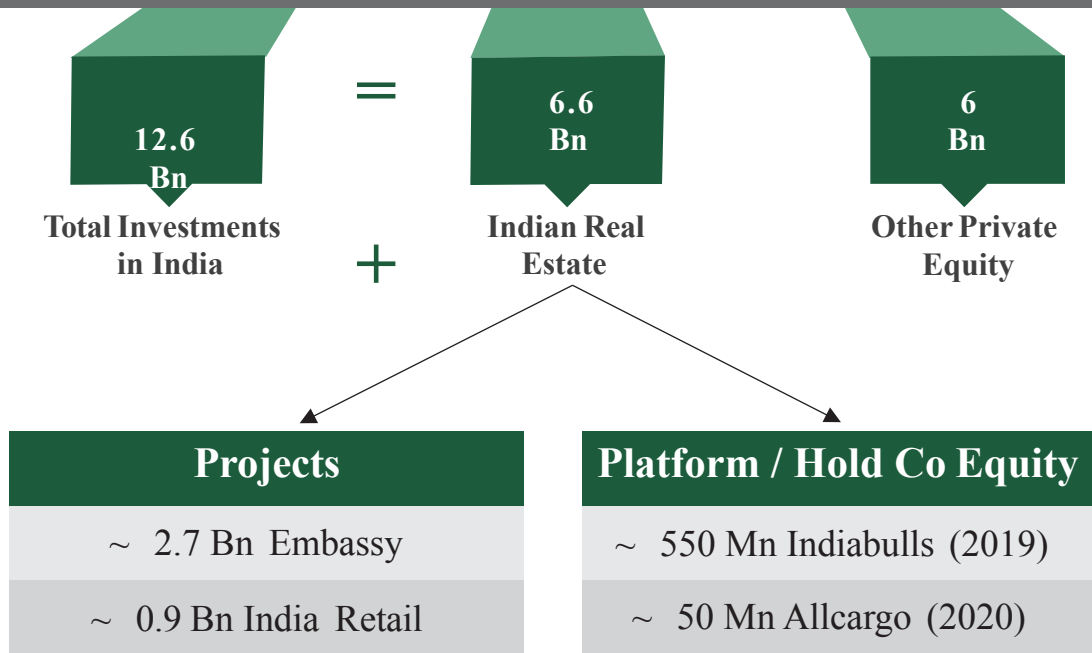 12.6
Bn
=
6.6
Bn
6
Bn
Total Investments
in India
+
Indian Real
Estate
Other Private
Equity
Projects
~ 2.7 Bn Embassy
~ 0.9 Bn India Retail
Platform / Hold Co Equity
~ 550 Mn Indiabulls (2019)
~ 50 Mn Allcargo (2020)